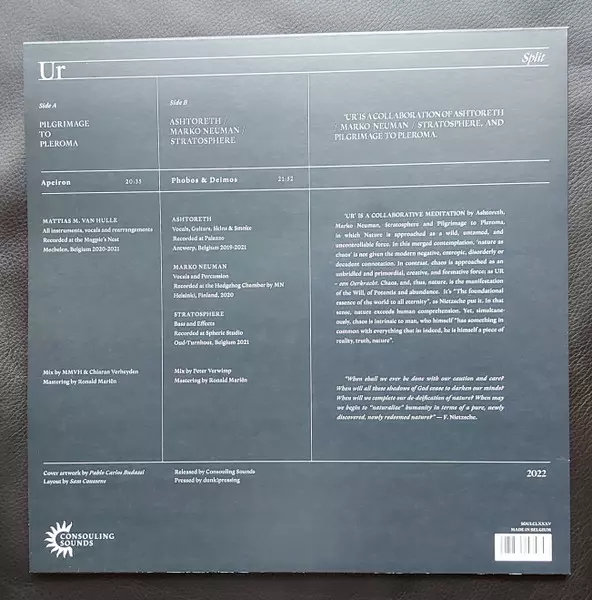 Ur
Split
Side A
PILGRIMAGE
TO
PLEROMA
Side B
ASHTORETH /
MARKO NEUMAN /
STRATOSPHERE
'UR' IS A COLLABORATION OF ASHTORETH
/ MARKO NEUMAN / STRATOSPHERE, AND
PILGRIMAGE TO PLEROMA.
Apeiron 20:35
Phobos & Deimos 21:52
MATTIAS M. VAN HULLE
All instruments, vocals and rearrangements
Recorded at the Magpie's Nest
Mechelen, Belgium 2020-2021
ASHTORETH
Vocals, Guitars, Skins & Smoke
Recorded at Palazzo
Antwerp, Belgium 2019-2021
MARKO NEUMAN
Vocals and Percussion
Recorded at the Hedgehog Chamber by MN
Helsinki, Finland, 2020
STRATOSPHERE
Bass and Effects
Recorded at Spheric Studio
Oud-Turnhout, Belgium 2021
'UR' IS A COLLABORATIVE MEDITATION by Ashtoreth,
Marko Neuman, Stratosphere and Pilgrimage to Pleroma,
in which Nature is approached as a wild, untamed, and
uncontrollable force. In this merged contemplation, 'nature as
chaos' is not given the modern negative, entropic, disorderly or
decadent connotation. In contrast, chaos is approached as an
unbridled and primordial, creative, and formative force; as UR
- een Oerkracht. Chaos, and, thus, nature, is the manifestation
of the Will, of Potentia and abundance. It's "The foundational
essence of the world to all eternity", as Nietzsche put it. In that
sense, nature exceeds human comprehension. Yet, simultane-
ously, chaos is intrinsic to man, who himself "has something in
common with everything that is: indeed, he is himself a piece of
reality, truth, nature".
Mix by MMVH & Chiaran Verheyden
Mastering by Ronald Mariën
Mix by Peter Verwimp
Mastering by Ronald Mariën
"When shall we ever be done with our caution and care?
When will all these shadows of God cease to darken our minds?
When will we complete our de-deification of nature? When may
we begin to "naturalize" humanity in terms of a pure, newly
discovered, newly redeemed nature?" — F. Nietzsche.
Cover artwork by Pablo Carlos Budassi
Layout by Sam Coussens
Released by Consouling Sounds
Pressed by dunk!pressing
2022
CONSOULING
SOUNDS
SOULCLXXXV
MADE IN BELGIUM